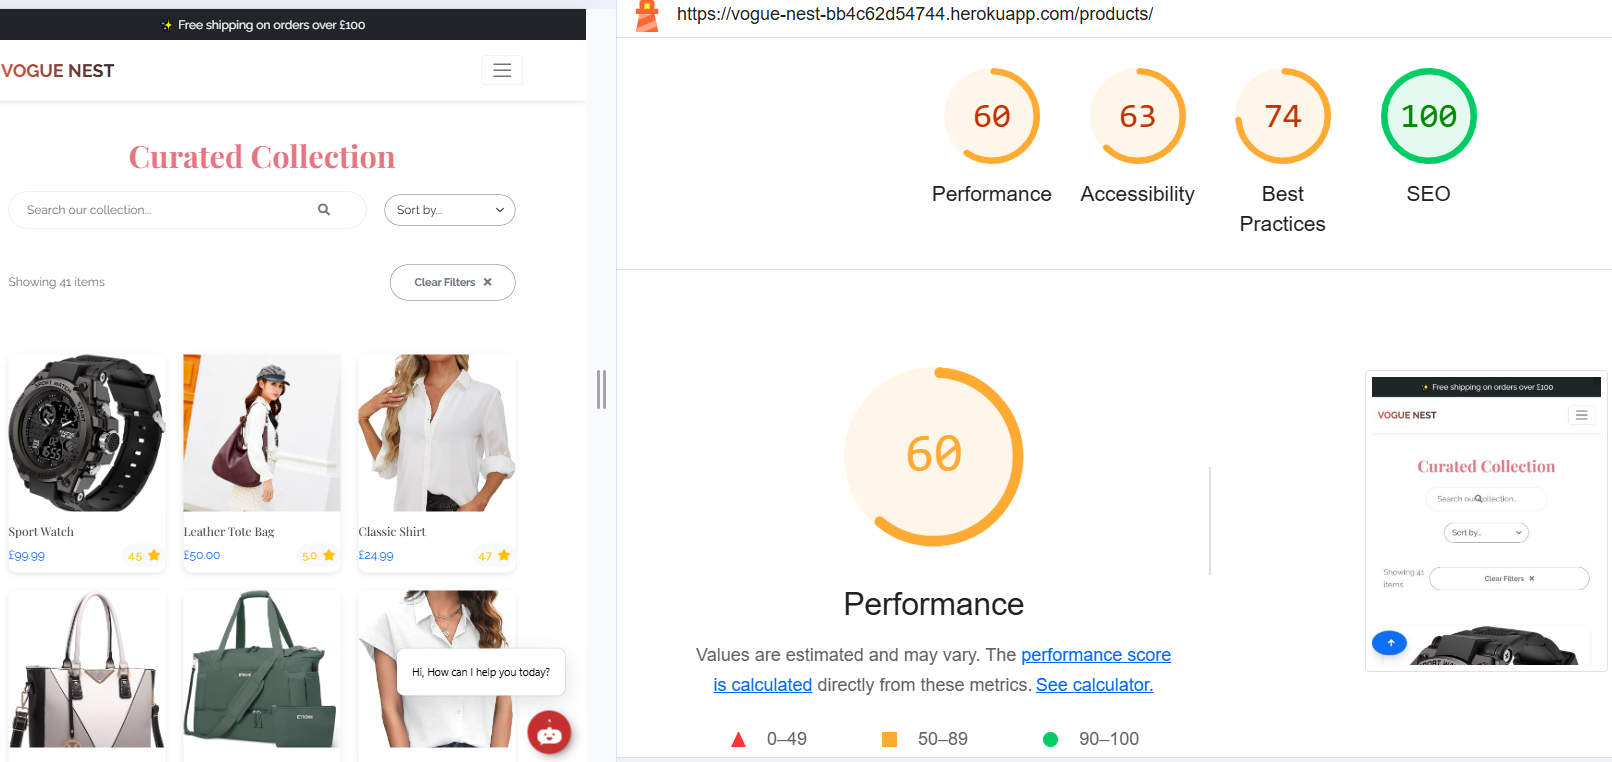 ✨ Free shipping on orders over £100
VOGUE NEST
Curated Collection
Search our collection...
Sort by...
Showing 41 items
Clear Filters ×
SPORT WATCH
Sport Watch
£99.99
4.5
Leather Tote Bag
£50.00
5.0
Classic Shirt
£24.99
4.7
Hi, How can I help you today?
https://vogue-nest-bb4c62d54744.herokuapp.com/products/
60
Performance
63
Accessibility
74
Best
Practices
100
SEO
60
Performance
Values are estimated and may vary. The performance score
is calculated directly from these metrics. See calculator.
0–49
50–89
90–100
✨ Free shipping on orders over £100
VOGUE NEST
Curated Collection
Search our collection...
Sort by...
Showing 41
items
Clear Filters ×